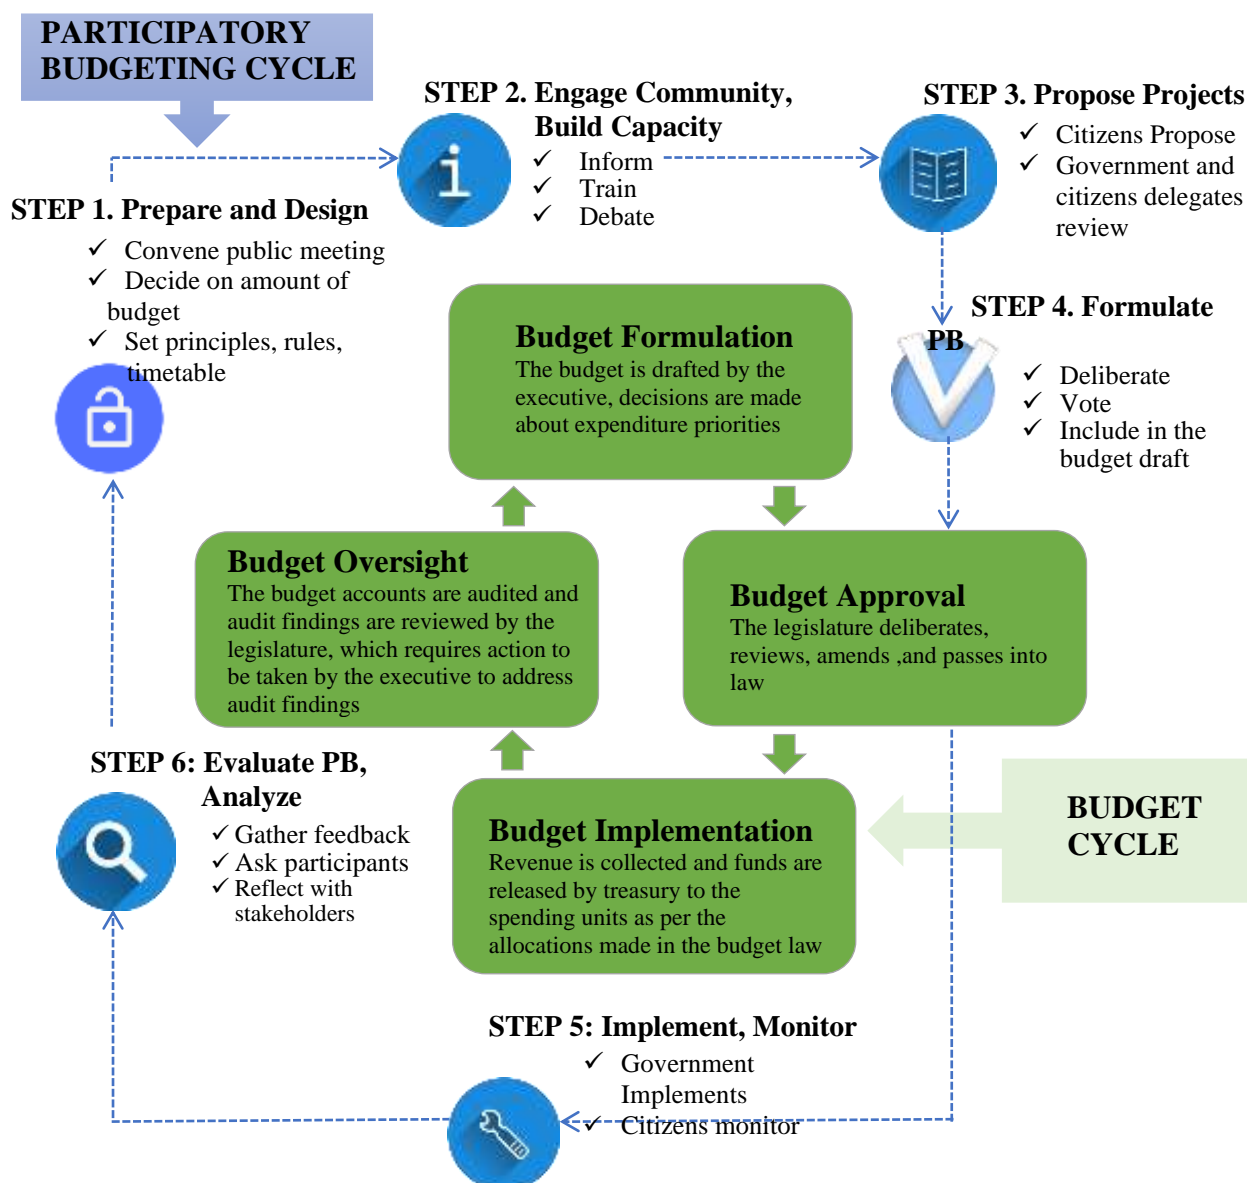 PARTICIPATORY
BUDGETING CYCLE
STEP 1. Prepare and Design
✓ Convene public meeting
✓ Decide on amount of
budget
✓ Set principles, rules,
timetable
STEP 2. Engage Community,
Build Capacity
✓ Inform
✓ Train
✓ Debate
STEP 3. Propose Projects
✓ Citizens Propose
✓ Government and
citizens delegates
review
STEP 4. Formulate
PB
✓ Deliberate
✓ Vote
✓ Include in the
budget draft
Budget Formulation
The budget is drafted by the
executive, decisions are made
about expenditure priorities
Budget Oversight
The budget accounts are audited and
audit findings are reviewed by the
legislature, which requires action to
be taken by the executive to address
audit findings
Budget Approval
The legislature deliberates,
reviews, amends ,and passes into
law
STEP 6: Evaluate PB,
Analyze
✓ Gather feedback
✓ Ask participants
✓ Reflect with
stakeholders
Budget Implementation
Revenue is collected and funds are
released by treasury to the
spending units as per the
allocations made in the budget law
BUDGET
CYCLE
STEP 5: Implement, Monitor
✓ Government
Implements
✓ Citizens monitor